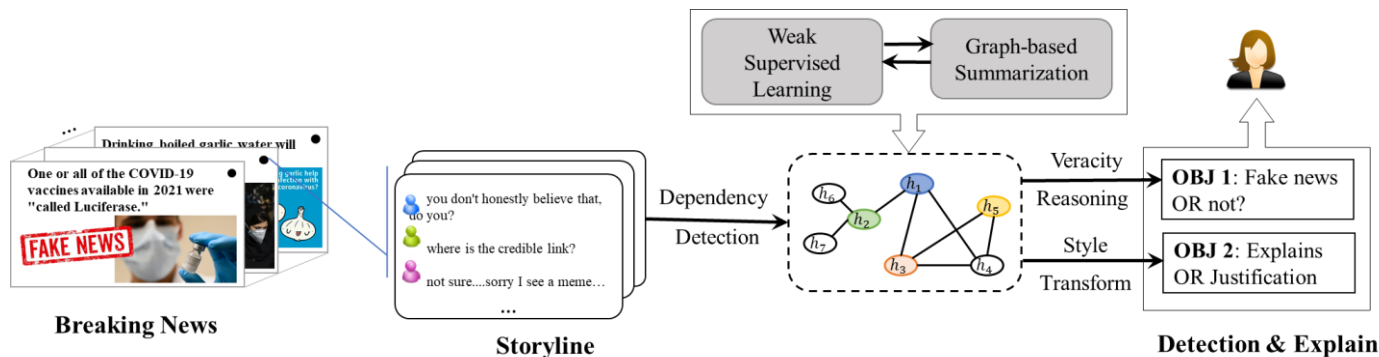 ...
Drinking boiled garlic water will
One or all of the COVID-19
vaccines available in 2021 were
"called Luciferase."
FAKE NEWS
Breaking News
you don't honestly believe that,
do you?
where is the credible link?
not sure....sorry I see a meme…
...
Storyline
Dependency
Detection
Weak
Supervised
Learning
Graph-based
Summarization
h1
h2
h3
h4
h5
h6
h7
Veracity
Reasoning
Style
Transform
OBJ 1: Fake news
OR not?
OBJ 2: Explains
OR Justification
Detection & Explain